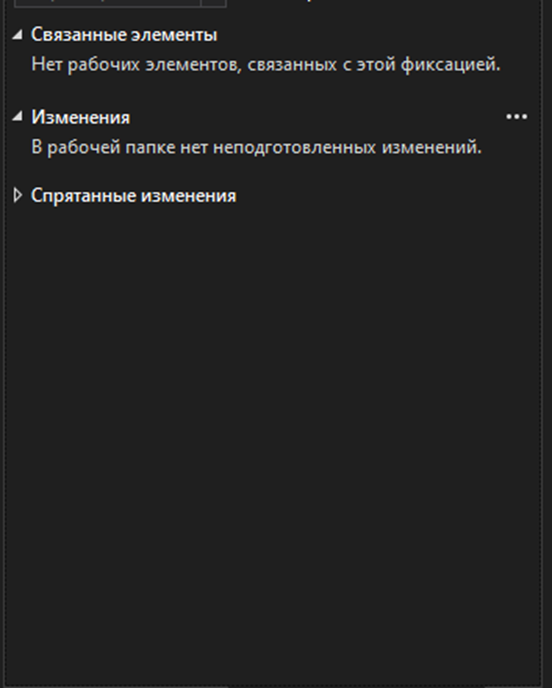 Связанные элементы
Нет рабочих элементов, связанных с этой фиксацией.
Изменения
В рабочей папке нет неподготовленных изменений.
Спрятанные изменения